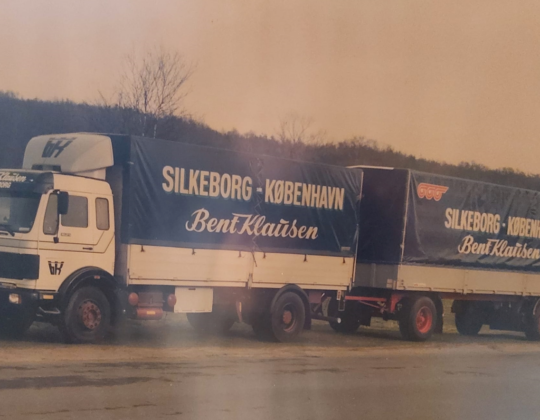 SILKEBORG - KØBENHAVN
Bent Klausen
SILKEBORG - KØBENH
Bent Klausen